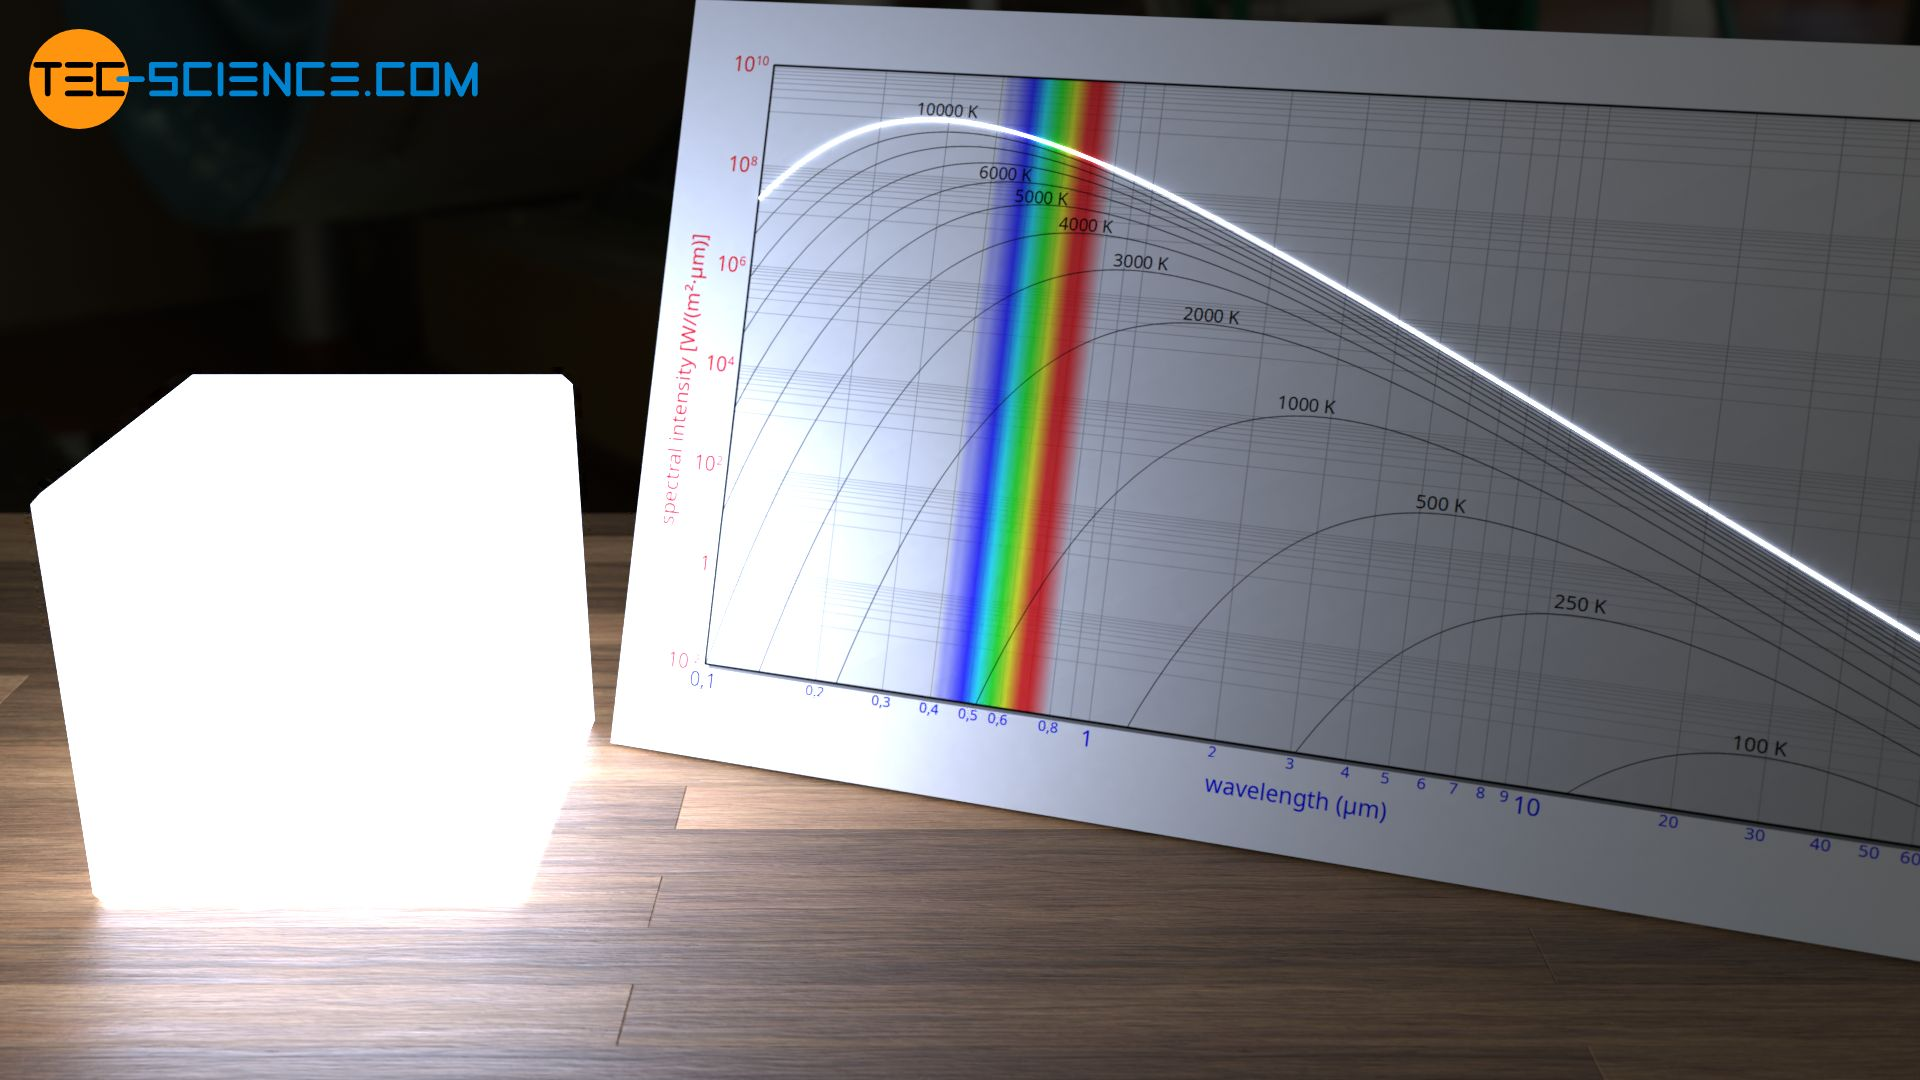 TEC-SCIENCE.COM
10¹⁰
10⁸
10⁶
10⁴
10²
1
spectral intensity [W/(m²·µm)]
10000 K
6000 K
5000 K
4000 K
3000 K
2000 K
1000 K
500 K
250 K
100 K
0,1 0,2 0,3 0,4 0,5 0,6 0,8 1 2 3 4 5 6 7 8 9 10 20 30 40 50 60
wavelength (µm)